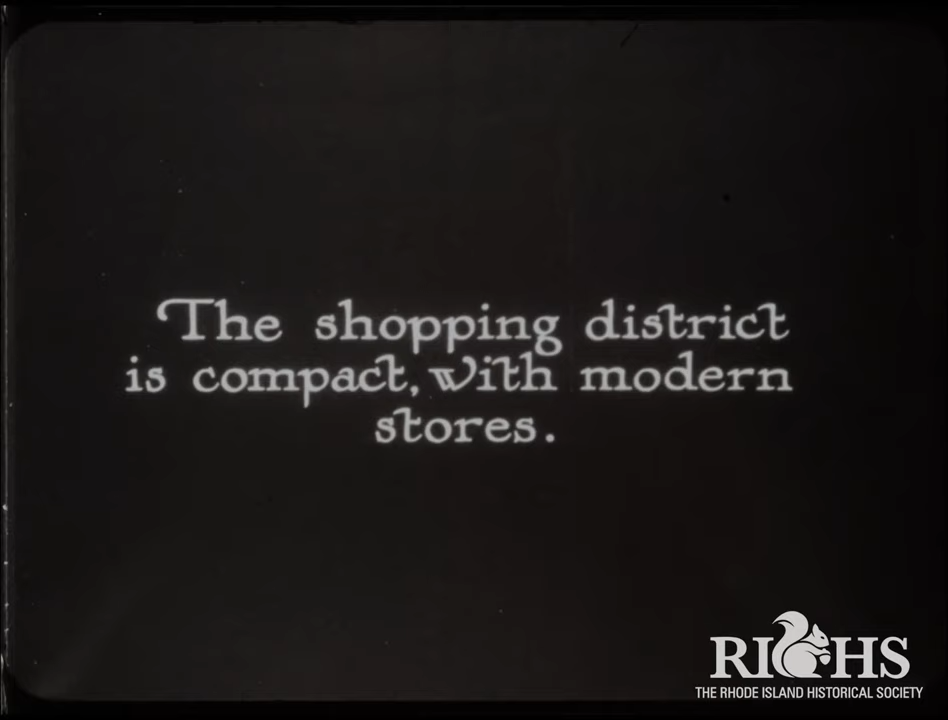 The shopping district
is compact, with modern
stores.
RIHS
THE RHODE ISLAND HISTORICAL SOCIETY